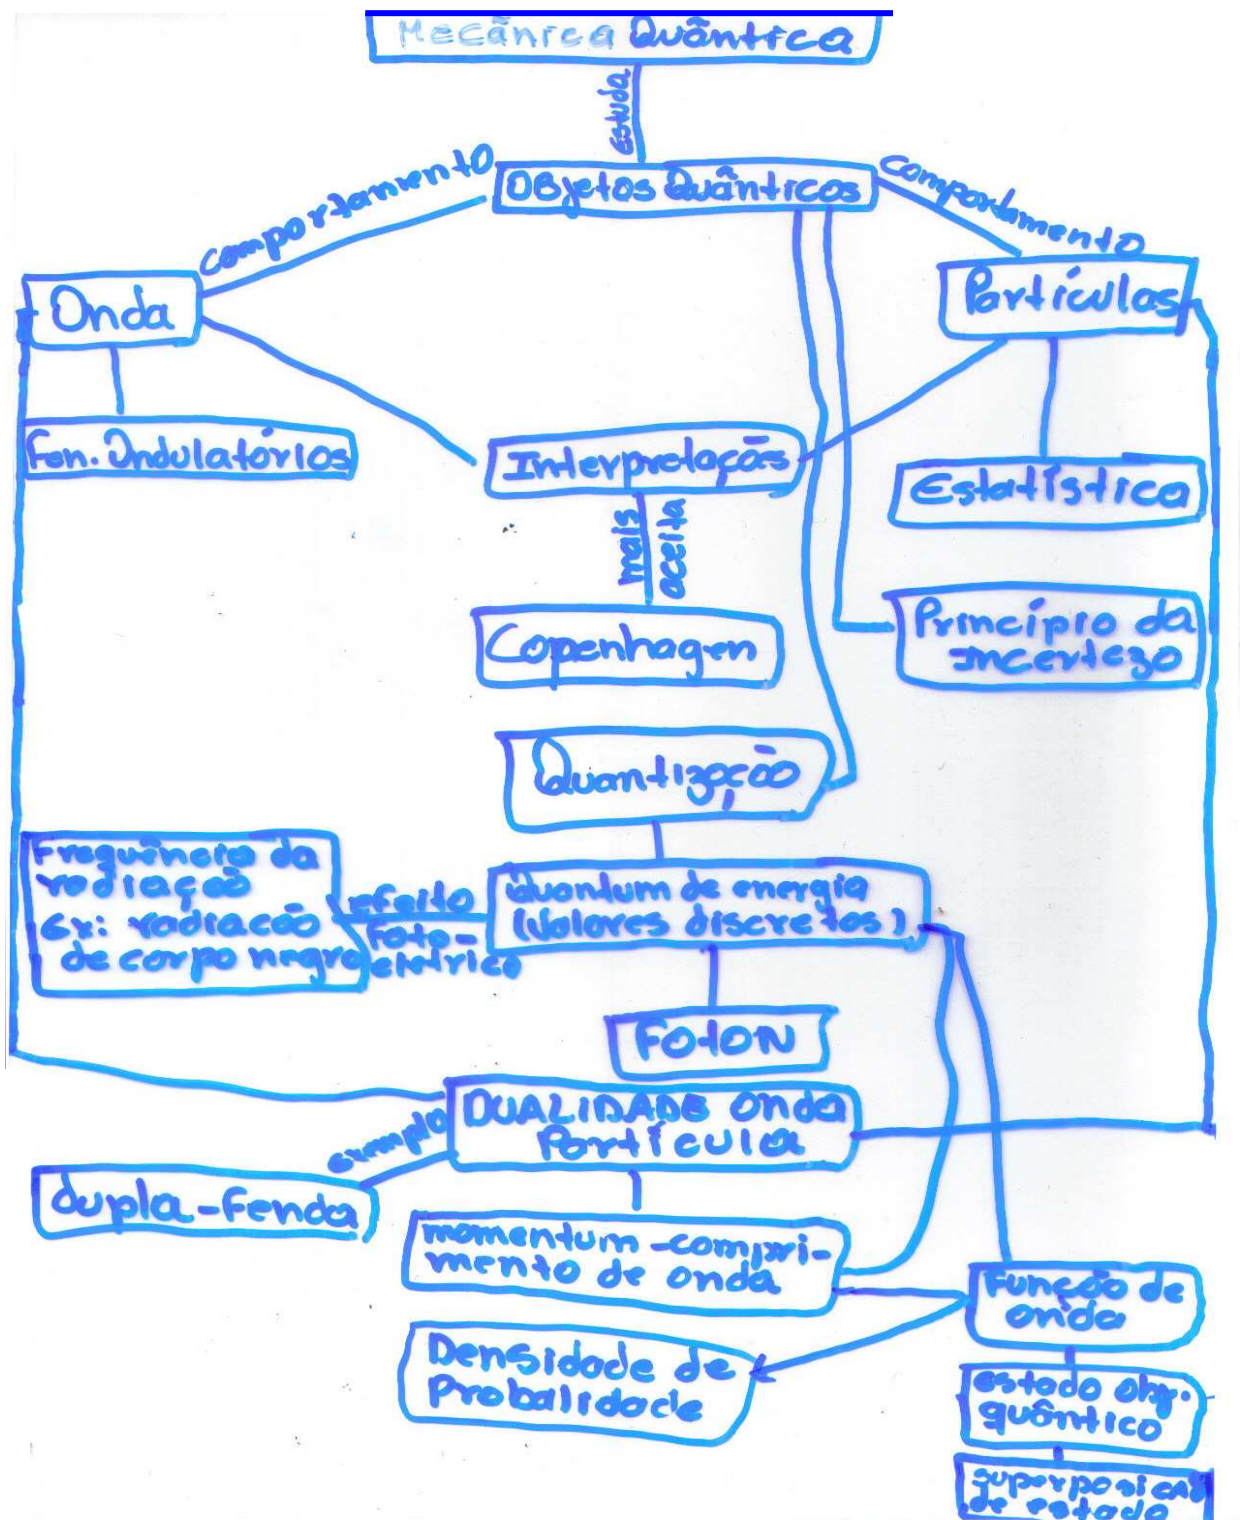 Mecânica Quântica
Estuda
comportamento
Objetos Quânticos
comportamento
Onda
Partículas
Fen. Ondulatórios
Interpretações
Estatística
mais
aceita
Copenhagen
Princípio da
Incerteza
Quantização
Frequência da
radiação
Ex: radiacão
de corpo negro
efeito
Foto-
elétrico
Quantum de energia
(Valores discretos)
FotoN
DUALIDADE onda
Partícula
exemplo
dupla-Fenda
momentum-compri-
mento de onda
Função de
onda
Densidade de
Probalidade
estado obj.
quântico
superposicão
de estado